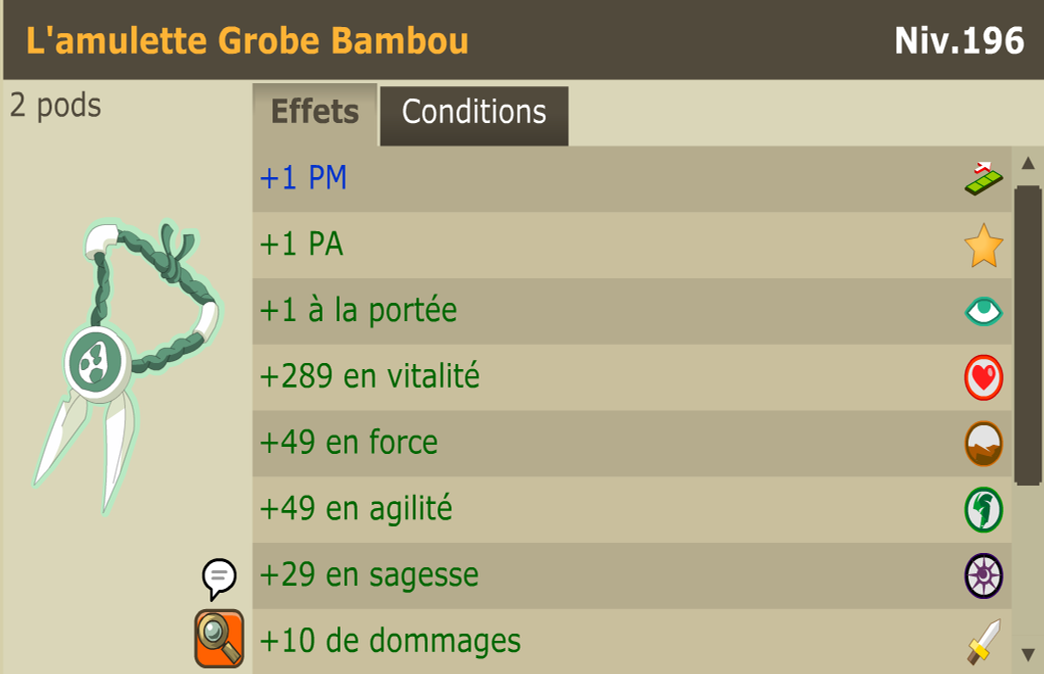 L'amulette Grobe Bambou
Niv.196
2 pods
Effets
Conditions
+1 PM
+1 PA
+1 à la portée
+289 en vitalité
+49 en force
+49 en agilité
+29 en sagesse
+10 de dommages